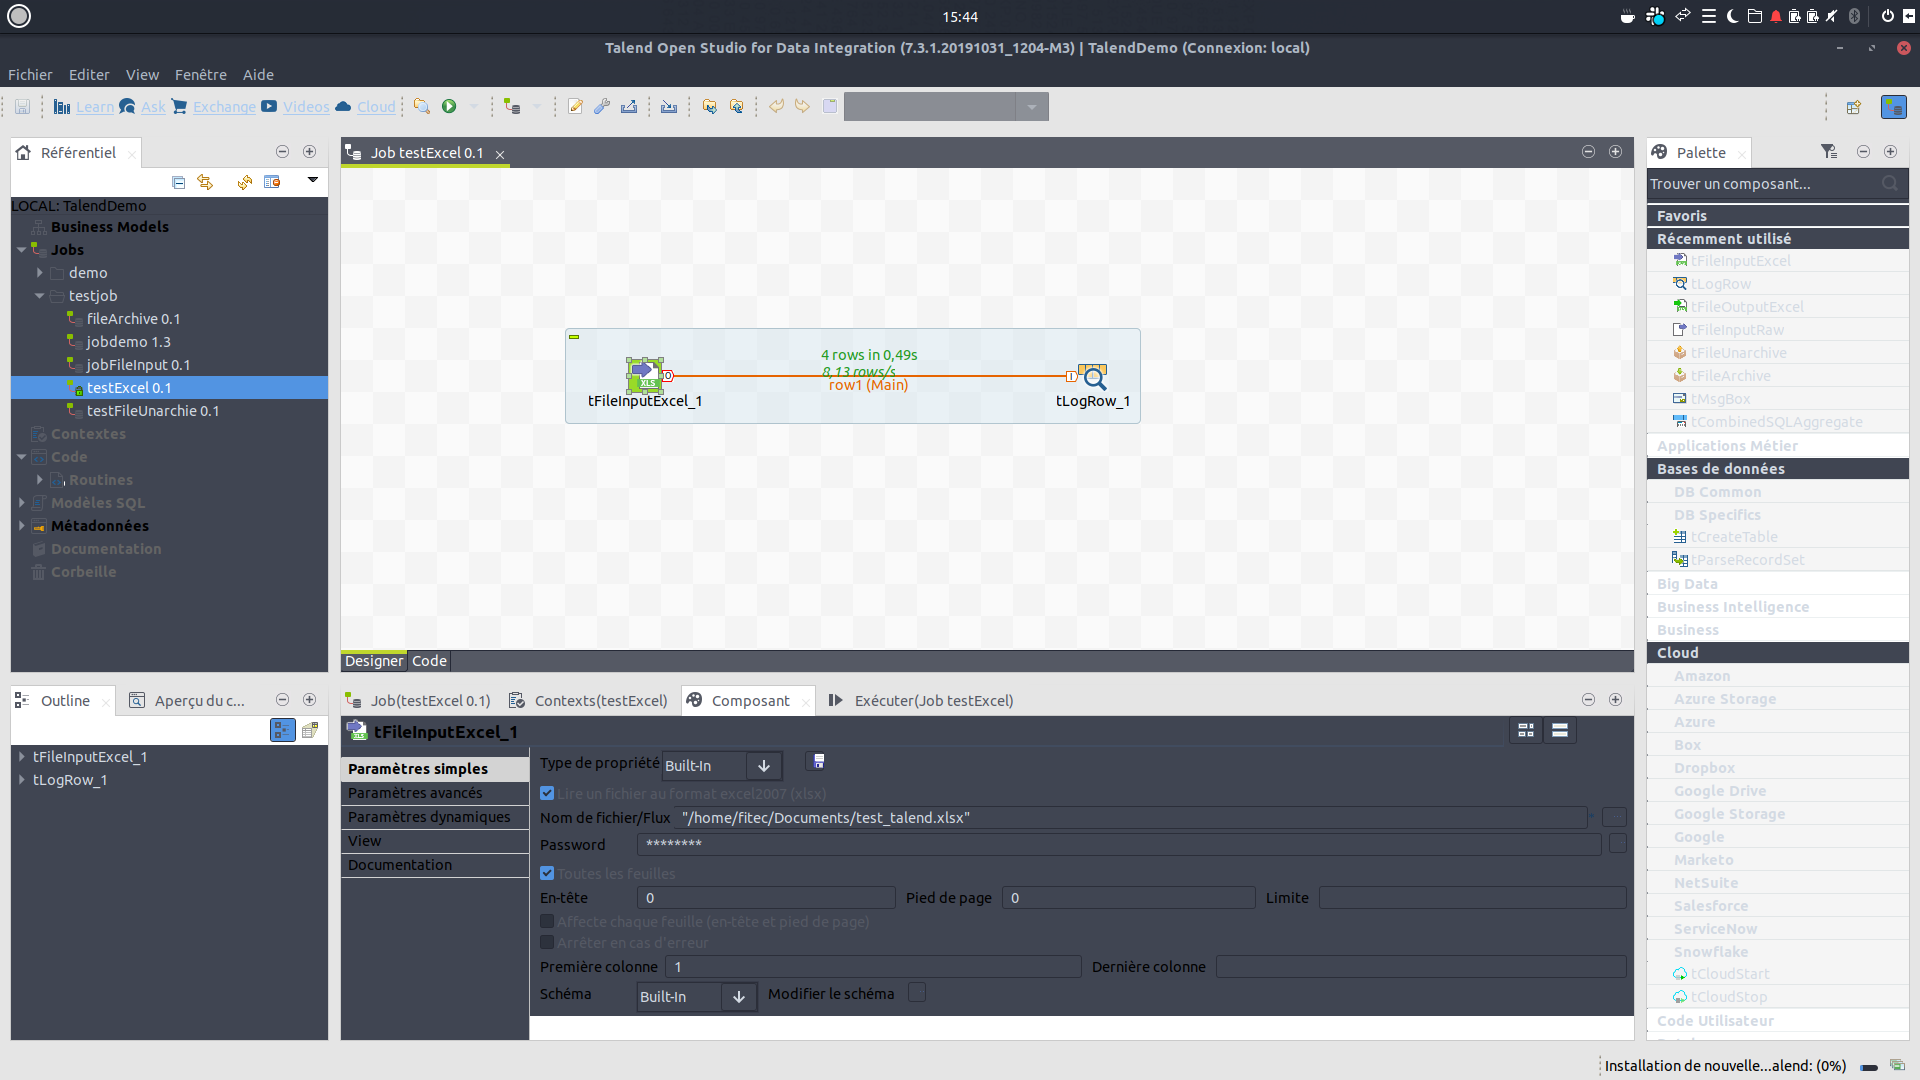 15:44
Talend Open Studio for Data Integration (7.3.1.20191031_1204-M3) | TalendDemo (Connexion: local)
Fichier Editer View Fenêtre Aide
Learn Ask Exchange Videos Cloud
Référentiel
LOCAL: TalendDemo
Business Models
Jobs
demo
testjob
fileArchive 0.1
jobdemo 1.3
jobFileInput 0.1
testExcel 0.1
testFileUnarchie 0.1
Contextes
Code
Routines
Modèles SQL
Métadonnées
Documentation
Corbeille
Job testExcel 0.1
4 rows in 0,49s
8,13 rows/s
row1 (Main)
XLS
O
I
tFileInputExcel_1
tLogRow_1
Designer Code
Palette
Trouver un composant...
Favoris
Récemment utilisé
tFileInputExcel
tLogRow
tFileOutputExcel
tFileInputRaw
tFileUnarchive
tFileArchive
tMsgBox
tCombinedSQLAggregate
Applications Métier
Bases de données
DB Common
DB Specifics
tCreateTable
tParseRecordSet
Big Data
Business Intelligence
Business
Cloud
Amazon
Azure Storage
Azure
Box
Dropbox
Google Drive
Google Storage
Google
Marketo
NetSuite
Salesforce
ServiceNow
Snowflake
tCloudStart
tCloudStop
Code Utilisateur
Outline Aperçu du c...
tFileInputExcel_1
tLogRow_1
Job(testExcel 0.1) Contexts(testExcel) Composant Exécuter(Job testExcel)
tFileInputExcel_1
Paramètres simples
Paramètres avancés
Paramètres dynamiques
View
Documentation
Type de propriété Built-In
Lire un fichier au format excel2007 (xlsx)
Nom de fichier/Flux "/home/fitec/Documents/test_talend.xlsx" *
Password ********
Toutes les feuilles
En-tête 0 Pied de page 0 Limite
Affecte chaque feuille (en-tête et pied de page)
Arrêter en cas d'erreur
Première colonne 1 Dernière colonne
Schéma Built-In Modifier le schéma
Installation de nouvelle...alend: (0%)